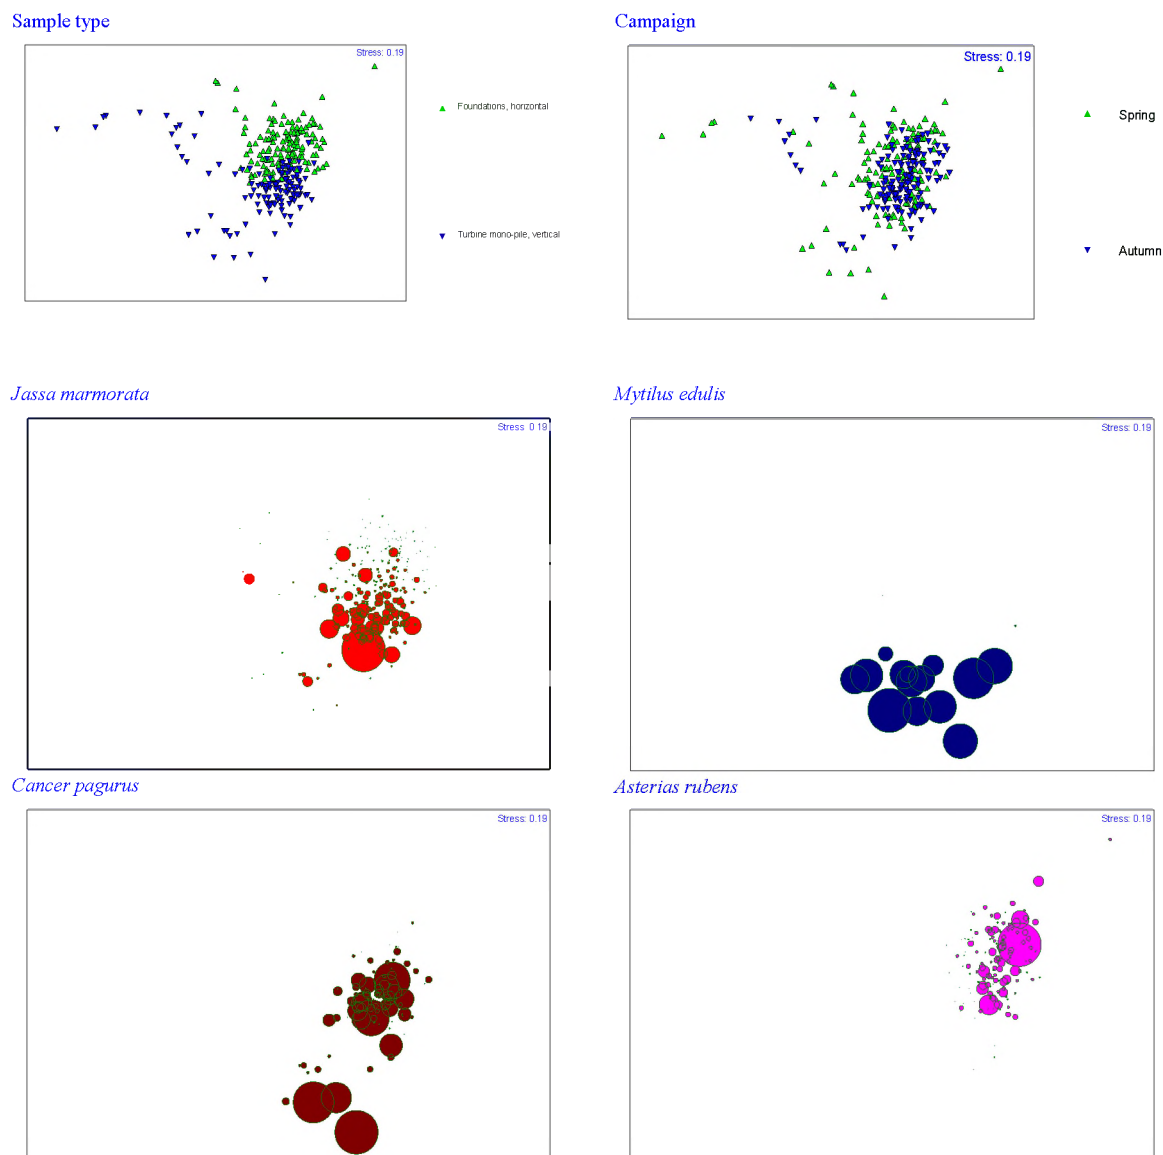 Sample type
Campaign
Stress: 0.19
Foundations, horizontal
Turbine mono-pile, vertical
Stress: 0.19
Spring
Autumn
Jassa marmorata
Mytilus edulis
Stress 0 19
Stress: 0.19
Cancer pagurus
Asterias rubens
Stress: 0.19
Stress: 0.19